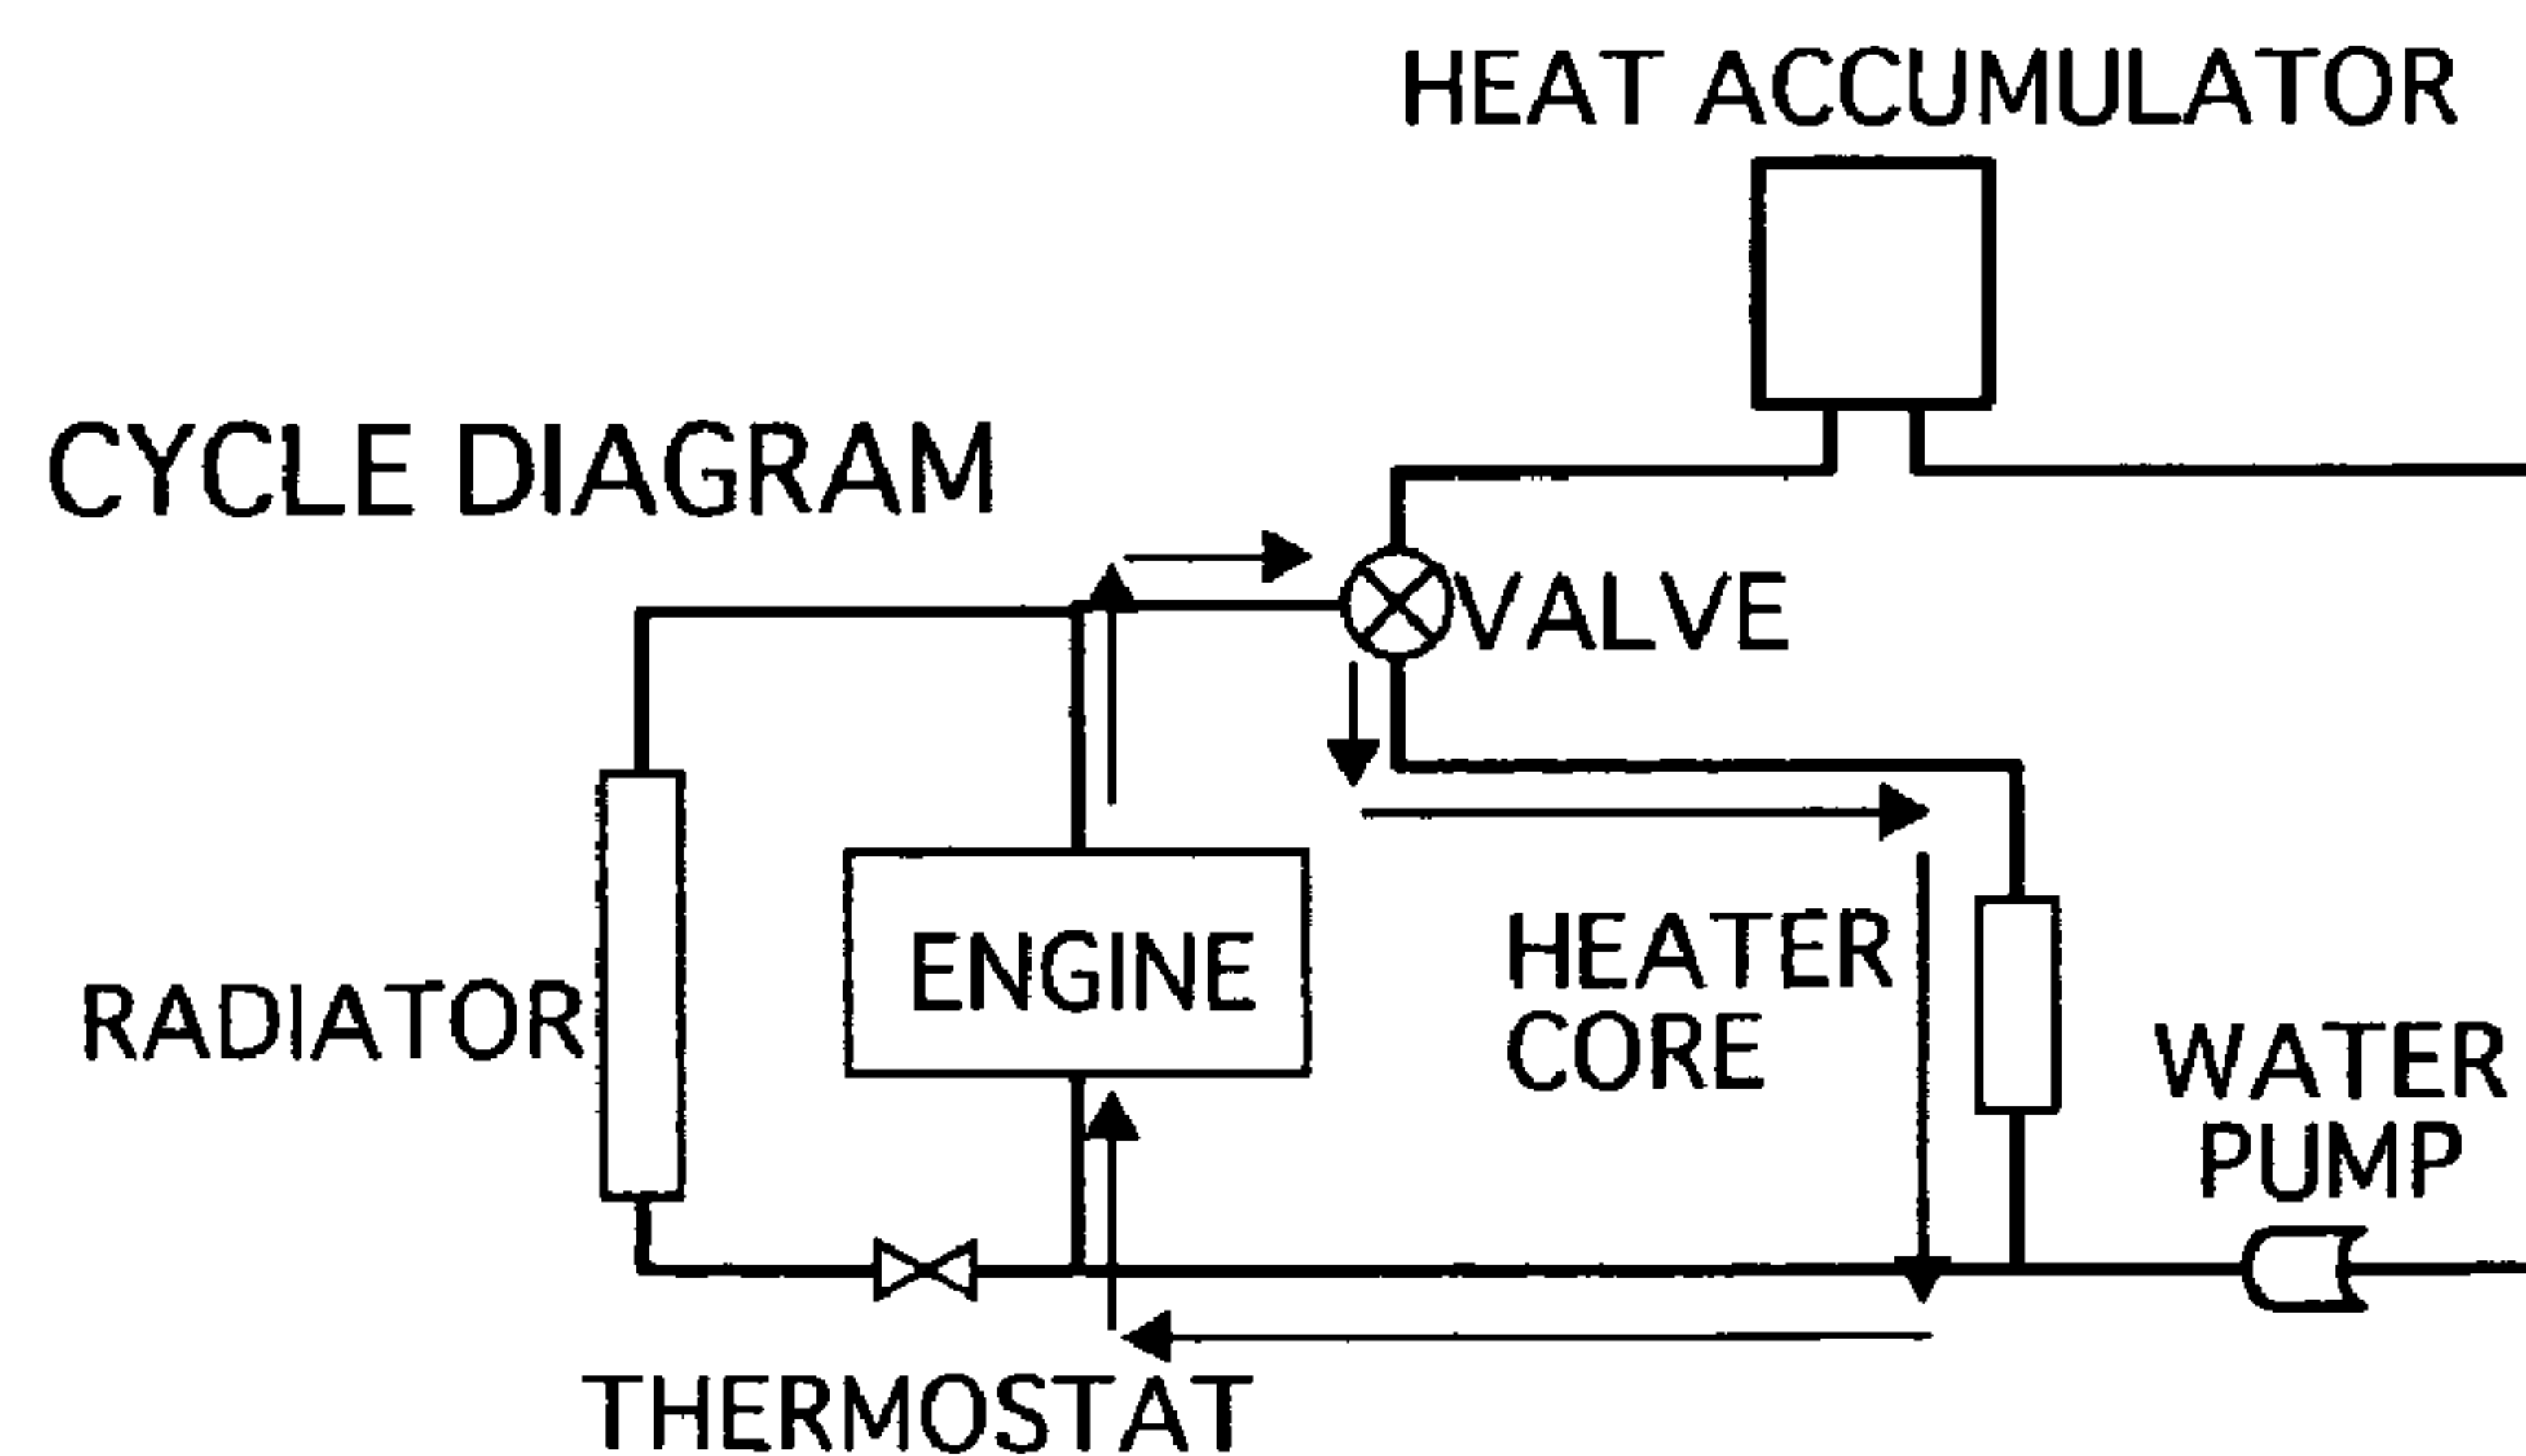 HEAT ACCUMULATOR
CYCLE DIAGRAM
VALVE
ENGINE
HEATER
CORE
RADIATOR
WATER
PUMP
THERMOSTAT